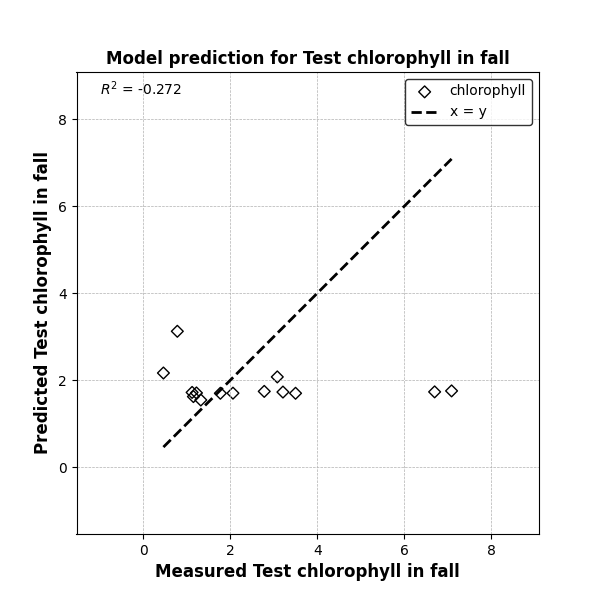 Model prediction for Test chlorophyll in fall
R² = -0.272
chlorophyll
x = y
Predicted Test chlorophyll in fall
8
6
4
2
0
0 2 4 6 8
Measured Test chlorophyll in fall